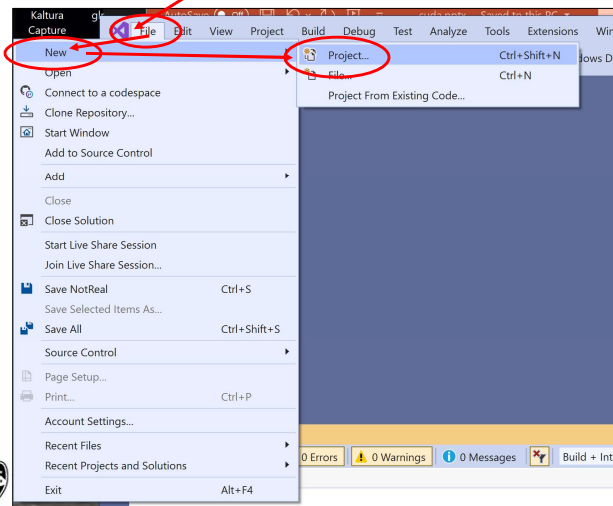 Kaltura
Capture
File Edit View Project Build Debug Test Analyze Tools Extensions
New
Project... Ctrl+Shift+N
Open
File... Ctrl+N
Connect to a codespace
Project From Existing Code...
Clone Repository...
Start Window
Add to Source Control
Add
Close
Close Solution
Start Live Share Session
Join Live Share Session...
Save NotReal Ctrl+S
Save Selected Items As...
Save All Ctrl+Shift+S
Source Control
Page Setup...
Print... Ctrl+P
Account Settings...
Recent Files
0 Errors 0 Warnings 0 Messages Build + Int
Recent Projects and Solutions
Exit Alt+F4